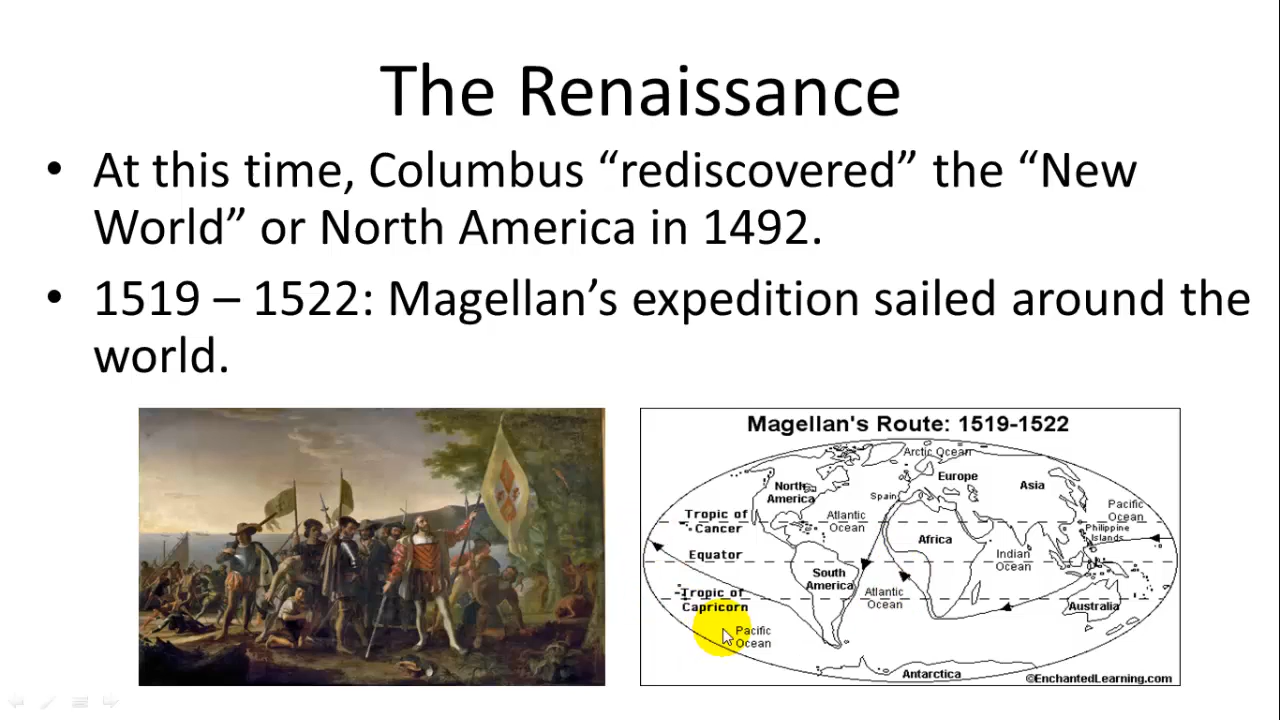 The Renaissance
• At this time, Columbus “rediscovered” the “New
World” or North America in 1492.
• 1519 – 1522: Magellan’s expedition sailed around the
world.
Magellan's Route: 1519-1522
Arctic Ocean
North
America
Spain
Europe
Asia
Pacific
Ocean
Tropic of
Cancer
Atlantic
Ocean
Philippine
Islands
Africa
Equator
Indian
Ocean
South
America
Tropic of
Capricorn
Atlantic
Ocean
Australia
Pacific
Ocean
Antarctica
©EnchantedLearning.com